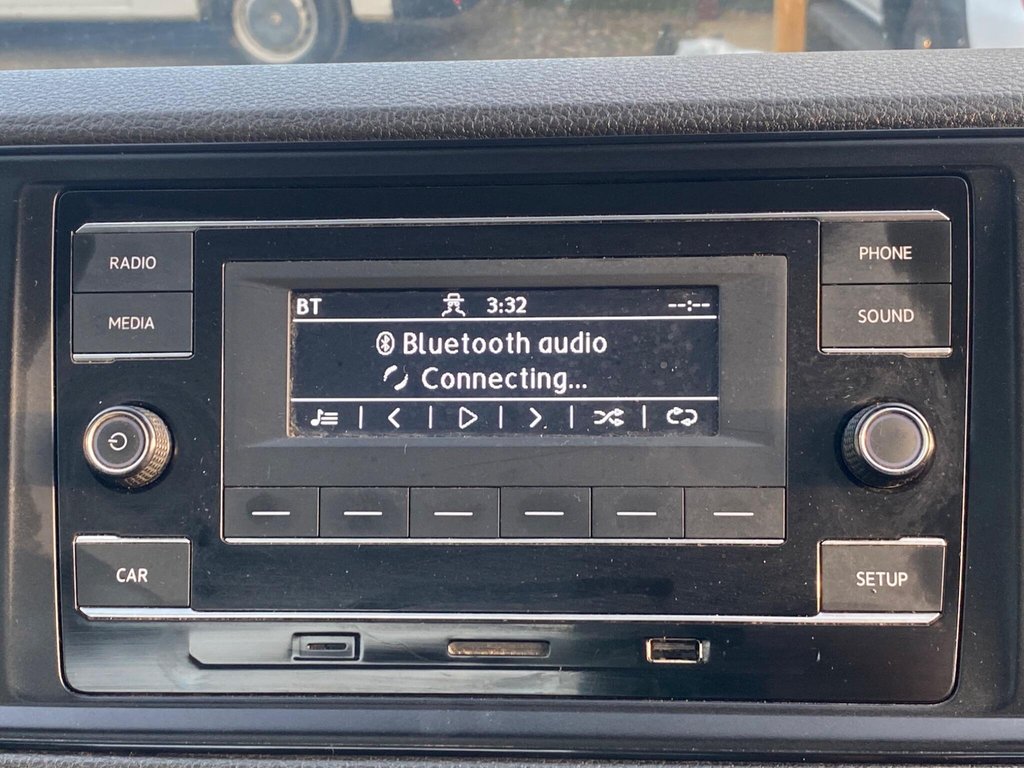 RADIO
MEDIA
PHONE
SOUND
BT 3:32 --:--
Bluetooth audio
Connecting...
CAR
SETUP